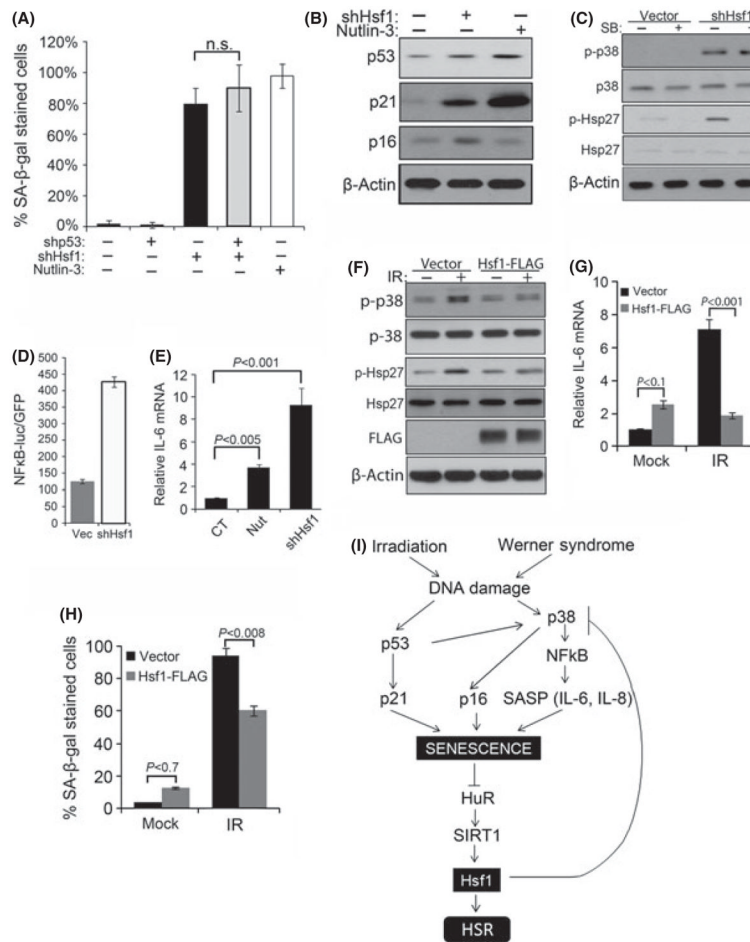 (A)
n.s.
% SA-β-gal stained cells
120%
100%
80%
60%
40%
20%
0%
shp53: – + – + –
shHsf1: – – + + –
Nutlin-3: – – – – +
(B)
shHsf1: – + –
Nutlin-3: – – +
p53
p21
p16
β-Actin
(C)
Vector shHsf1
SB: – + –
p-p38
p38
p-Hsp27
Hsp27
β-Actin
(D)
NFκB-luc/GFP
500
450
400
350
300
250
200
150
100
50
0
Vec shHsf1
(E)
Relative IL-6 mRNA
P<0.001
P<0.005
12
10
8
6
4
2
0
CT Nut shHsf1
(F)
Vector Hsf1-FLAG
IR: – + – +
p-p38
p-38
p-Hsp27
Hsp27
FLAG
β-Actin
(G)
Vector
Hsf1-FLAG
P<0.001
P<0.1
Relative IL-6 mRNA
10
8
6
4
2
0
Mock IR
(H)
P<0.008
Vector
Hsf1-FLAG
P<0.7
% SA-β-gal stained cells
100
80
60
40
20
0
Mock IR
(I)
Irradiation Werner syndrome
DNA damage
p53 p38
NFkB
p21 p16 SASP (IL-6, IL-8)
SENESCENCE
HuR
SIRT1
Hsf1
HSR